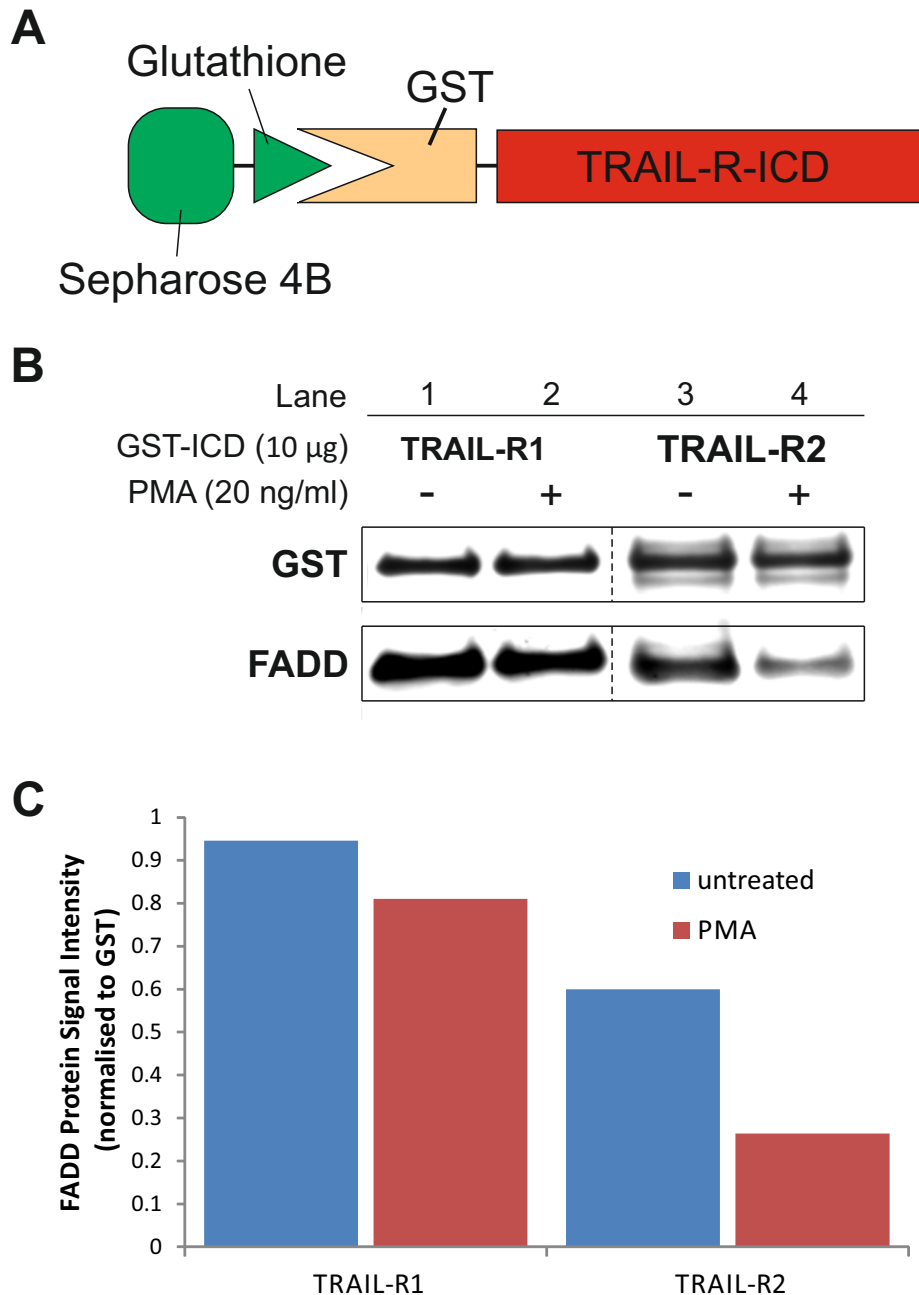 A
Glutathione
GST
TRAIL-R-ICD
Sepharose 4B
B
Lane 1 2 3 4
GST-ICD (10 µg) TRAIL-R1 TRAIL-R2
PMA (20 ng/ml) - + - +
GST
FADD
C
FADD Protein Signal Intensity
(normalised to GST)
1
0.9
0.8
0.7
0.6
0.5
0.4
0.3
0.2
0.1
0
untreated
PMA
TRAIL-R1 TRAIL-R2